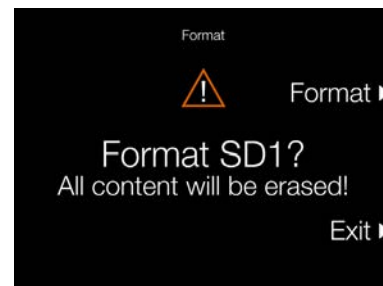 Format
Format
Format SD1?
All content will be erased!
Exit